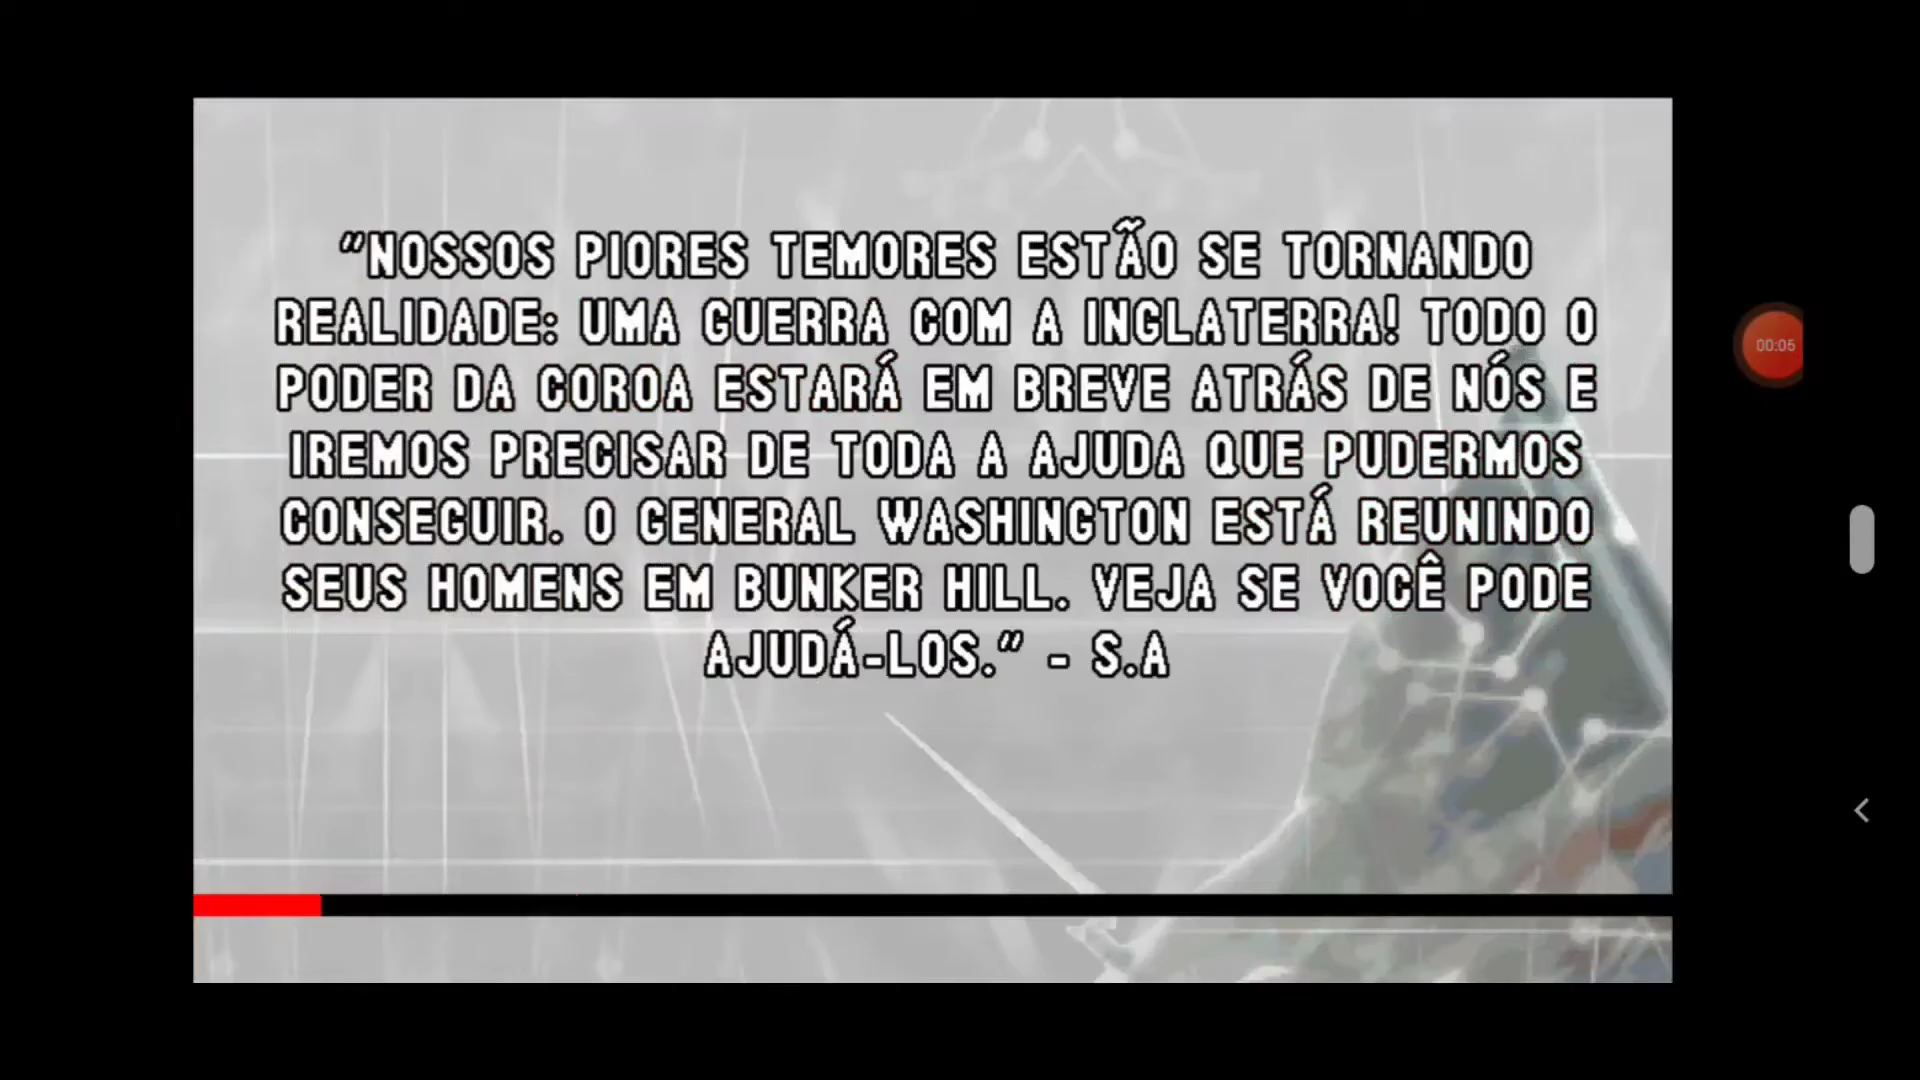 “NOSSOS PIORES TEMORES ESTÃO SE TORNANDO
REALIDADE: UMA GUERRA COM A INGLATERRA! TODO O
PODER DA COROA ESTARÁ EM BREVE ATRÁS DE NÓS E
IREMOS PRECISAR DE TODA A AJUDA QUE PUDERMOS
CONSEGUIR. O GENERAL WASHINGTON ESTÁ REUNINDO
SEUS HOMENS EM BUNKER HILL. VEJA SE VOCÊ PODE
AJUDÁ-LOS.” - S.A
00:05